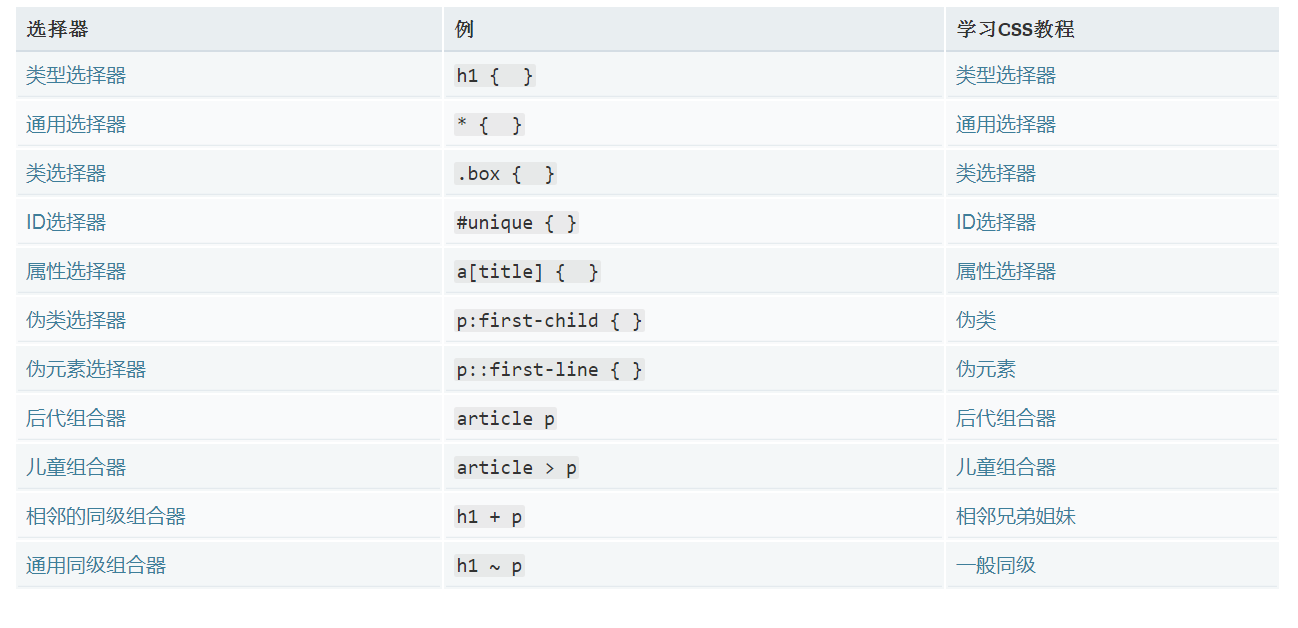 选择器 例 学习CSS教程
类型选择器 h1 {  } 类型选择器
通用选择器 * {  } 通用选择器
类选择器 .box {  } 类选择器
ID选择器 #unique { } ID选择器
属性选择器 a[title] {  } 属性选择器
伪类选择器 p:first-child { } 伪类
伪元素选择器 p::first-line { } 伪元素
后代组合器 article p 后代组合器
儿童组合器 article > p 儿童组合器
相邻的同级组合器 h1 + p 相邻兄弟姐妹
通用同级组合器 h1 ~ p 一般同级